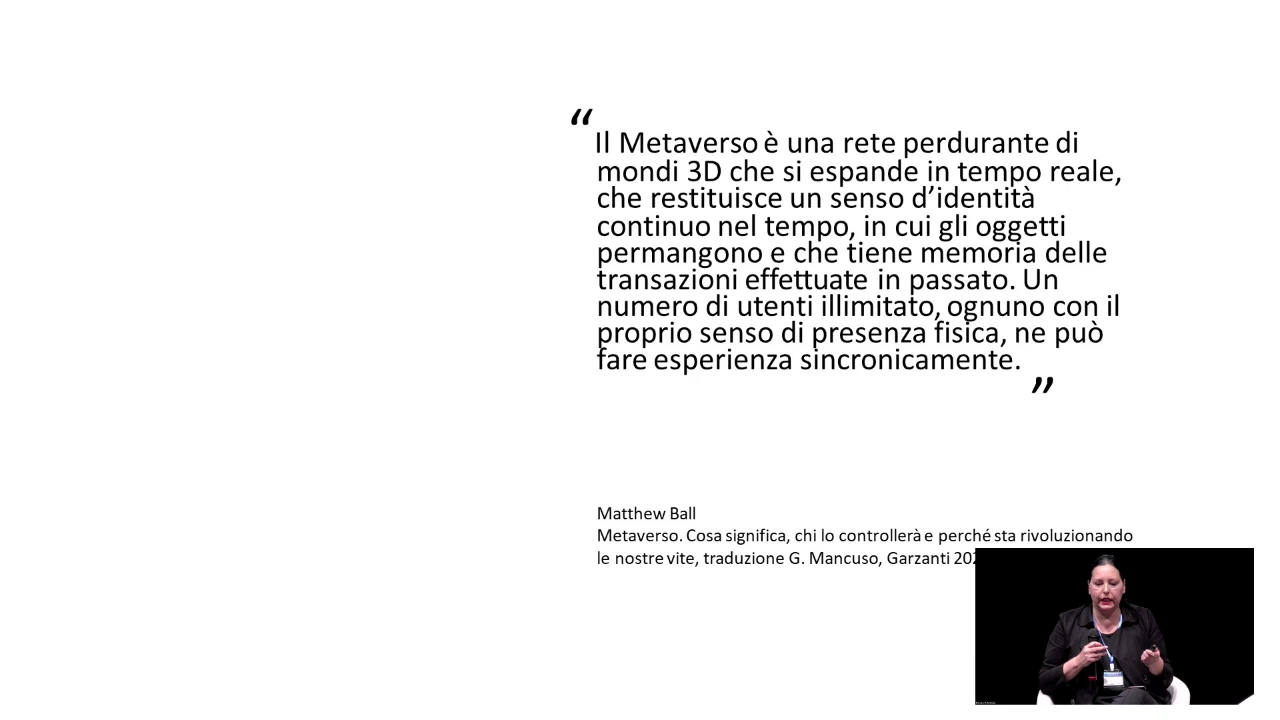 “
Il Metaverso è una rete perdurante di
mondi 3D che si espande in tempo reale,
che restituisce un senso d’identità
continuo nel tempo, in cui gli oggetti
permangono e che tiene memoria delle
transazioni effettuate in passato. Un
numero di utenti illimitato, ognuno con il
proprio senso di presenza fisica, ne può
fare esperienza sincronicamente.
”
Matthew Ball
Metaverso. Cosa significa, chi lo controllerà e perché sta rivoluzionando
le nostre vite, traduzione G. Mancuso, Garzanti